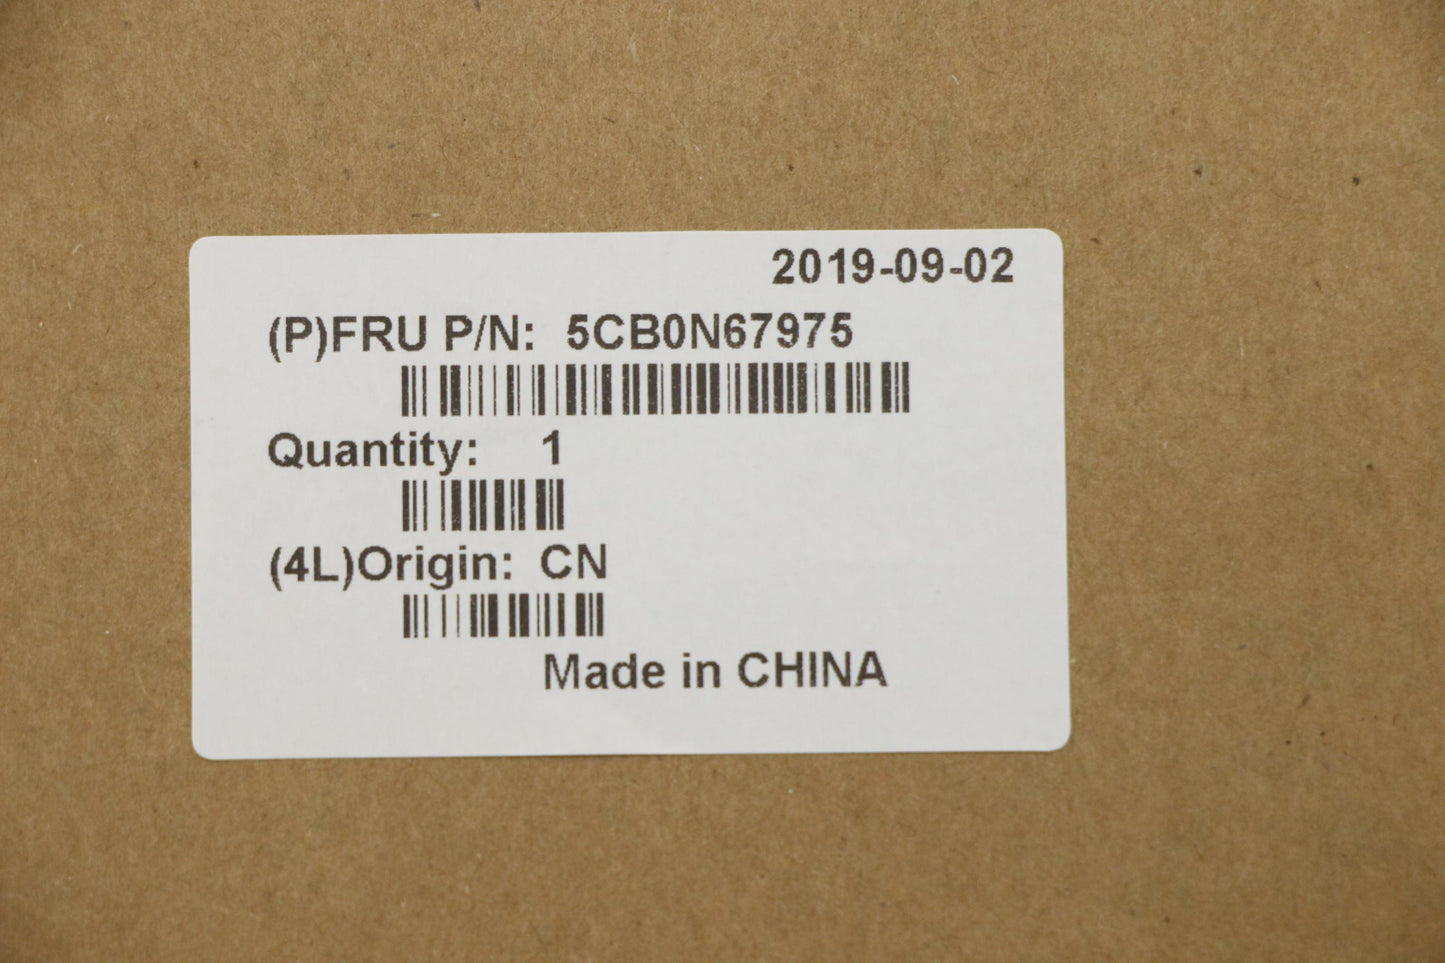 2019-09-02
(P)FRU P/N: 5CB0N67975
Quantity: 1
(4L)Origin: CN
Made in CHINA